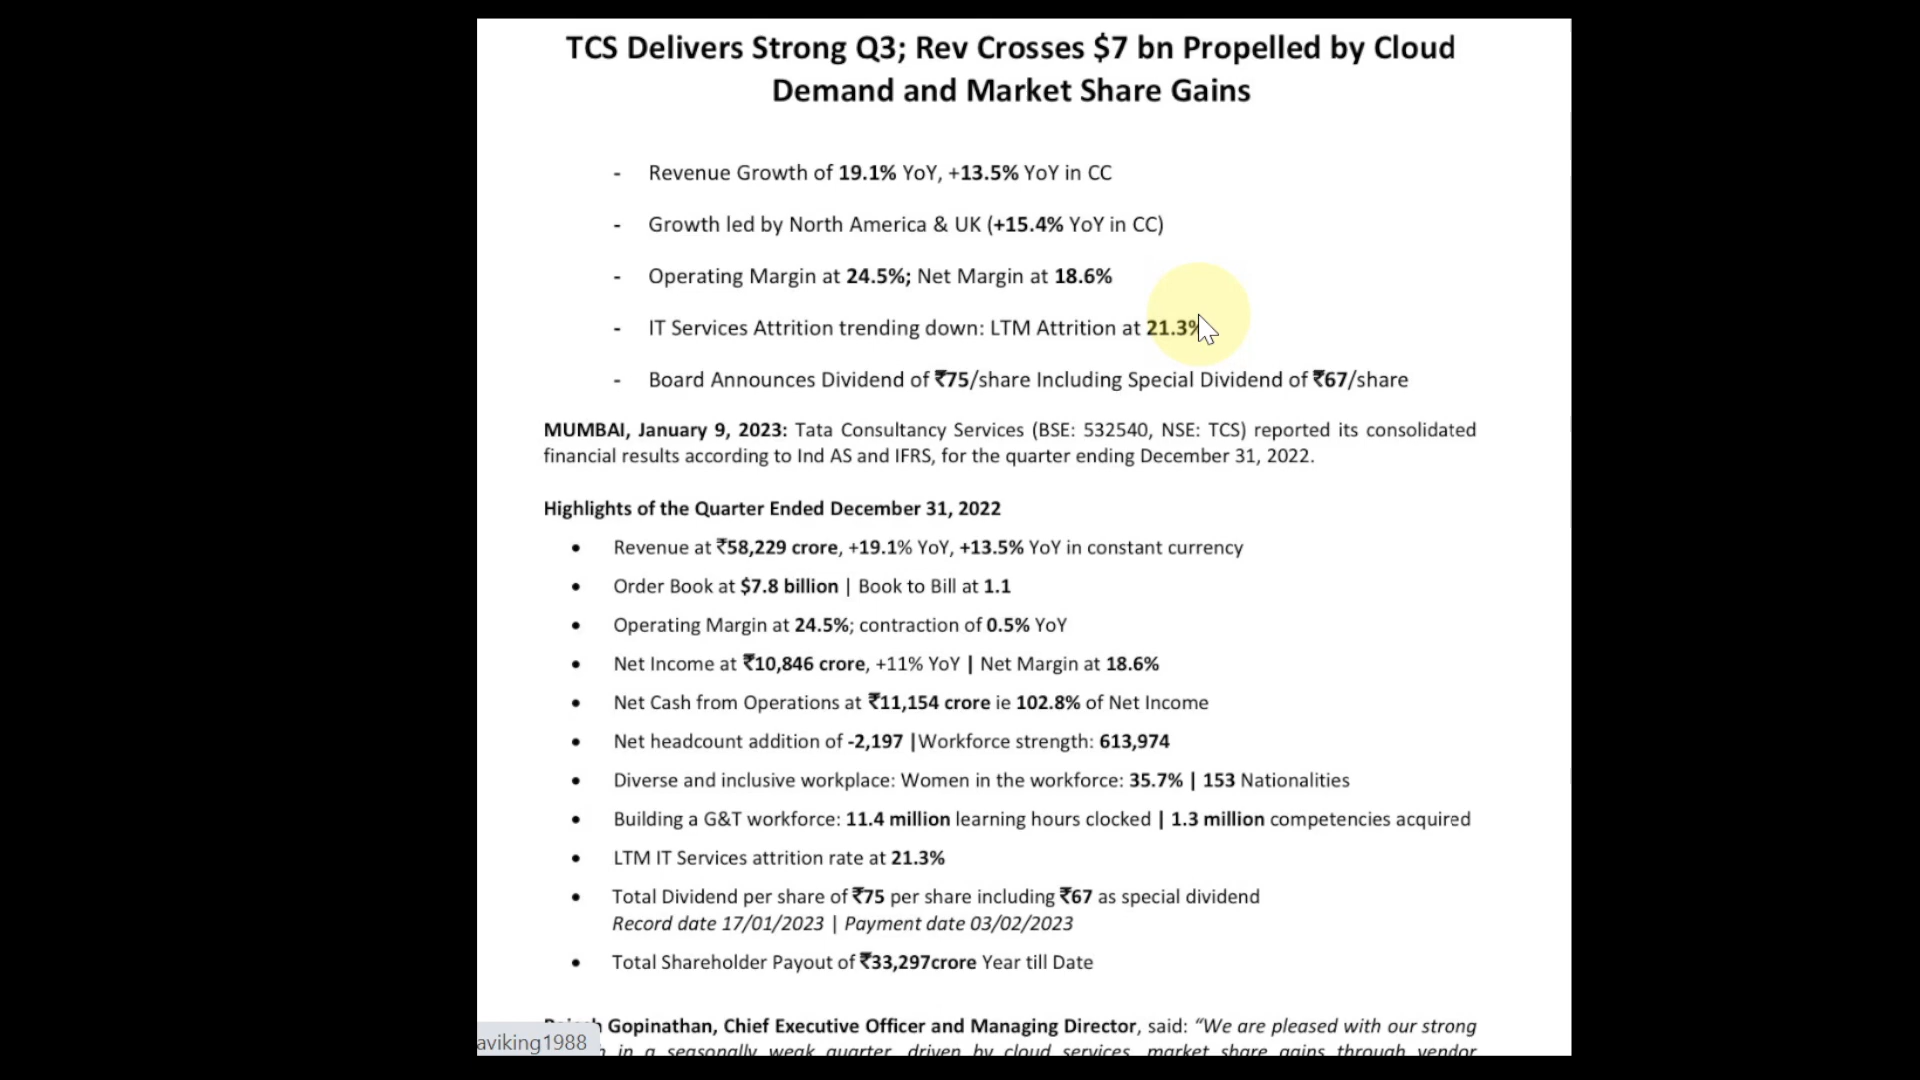 TCS Delivers Strong Q3; Rev Crosses $7 bn Propelled by Cloud
Demand and Market Share Gains
- Revenue Growth of 19.1% YoY, +13.5% YoY in CC
- Growth led by North America & UK (+15.4% YoY in CC)
- Operating Margin at 24.5%; Net Margin at 18.6%
- IT Services Attrition trending down: LTM Attrition at 21.3%
- Board Announces Dividend of ₹75/share Including Special Dividend of ₹67/share
MUMBAI, January 9, 2023: Tata Consultancy Services (BSE: 532540, NSE: TCS) reported its consolidated
financial results according to Ind AS and IFRS, for the quarter ending December 31, 2022.
Highlights of the Quarter Ended December 31, 2022
• Revenue at ₹58,229 crore, +19.1% YoY, +13.5% YoY in constant currency
• Order Book at $7.8 billion | Book to Bill at 1.1
• Operating Margin at 24.5%; contraction of 0.5% YoY
• Net Income at ₹10,846 crore, +11% YoY | Net Margin at 18.6%
• Net Cash from Operations at ₹11,154 crore ie 102.8% of Net Income
• Net headcount addition of -2,197 |Workforce strength: 613,974
• Diverse and inclusive workplace: Women in the workforce: 35.7% | 153 Nationalities
• Building a G&T workforce: 11.4 million learning hours clocked | 1.3 million competencies acquired
• LTM IT Services attrition rate at 21.3%
• Total Dividend per share of ₹75 per share including ₹67 as special dividend
Record date 17/01/2023 | Payment date 03/02/2023
• Total Shareholder Payout of ₹33,297crore Year till Date
Gopinathan, Chief Executive Officer and Managing Director, said: “We are pleased with our strong
aviking1988
in a seasonally weak quarter, driven by cloud services, market share gains through vendor